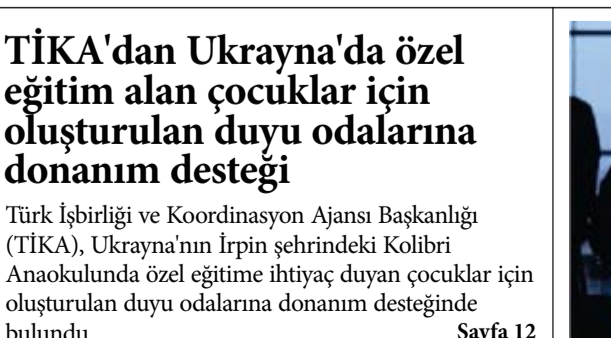 TİKA'dan Ukrayna'da özel
eğitim alan çocuklar için
oluşturulan duyu odalarına
donanım desteği
Türk İşbirliği ve Koordinasyon Ajansı Başkanlığı
(TİKA), Ukrayna'nın İrpin şehrindeki Kolibri
Anaokulunda özel eğitime ihtiyaç duyan çocuklar için
oluşturulan duyu odalarına donanım desteğinde
bulundu. Sayfa 12